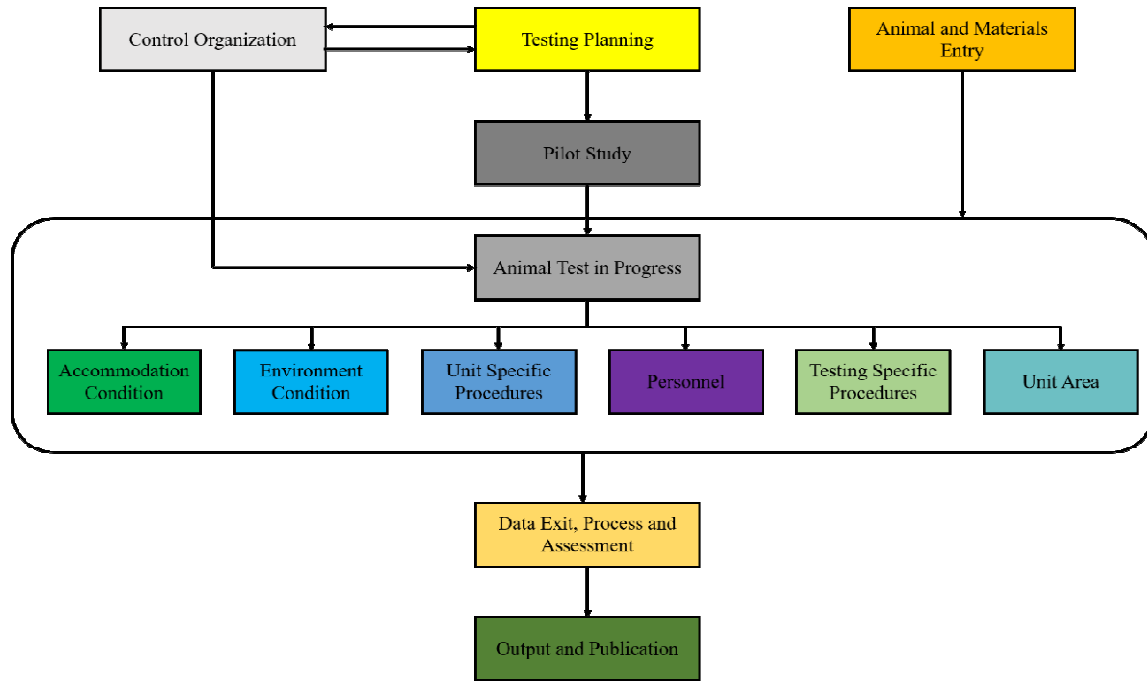 Control Organization
Testing Planning
Animal and Materials
Entry
Pilot Study
Animal Test in Progress
Accommodation
Condition
Environment
Condition
Unit Specific
Procedures
Personnel
Testing Specific
Procedures
Unit Area
Data Exit, Process and
Assessment
Output and Publication